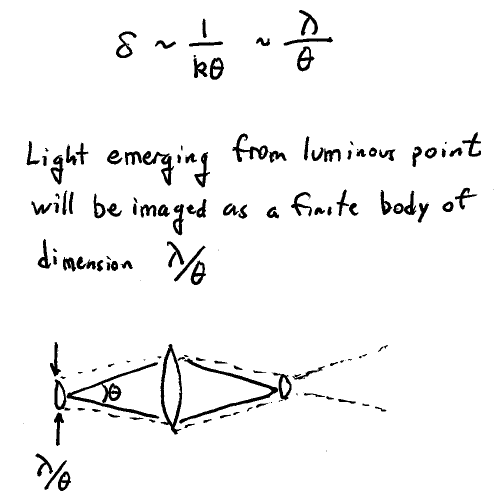 δ ~ 1/kθ ~ λ/θ
Light emerging from luminous point
will be imaged as a finite body of
dimension λ/θ
θ
λ/θ